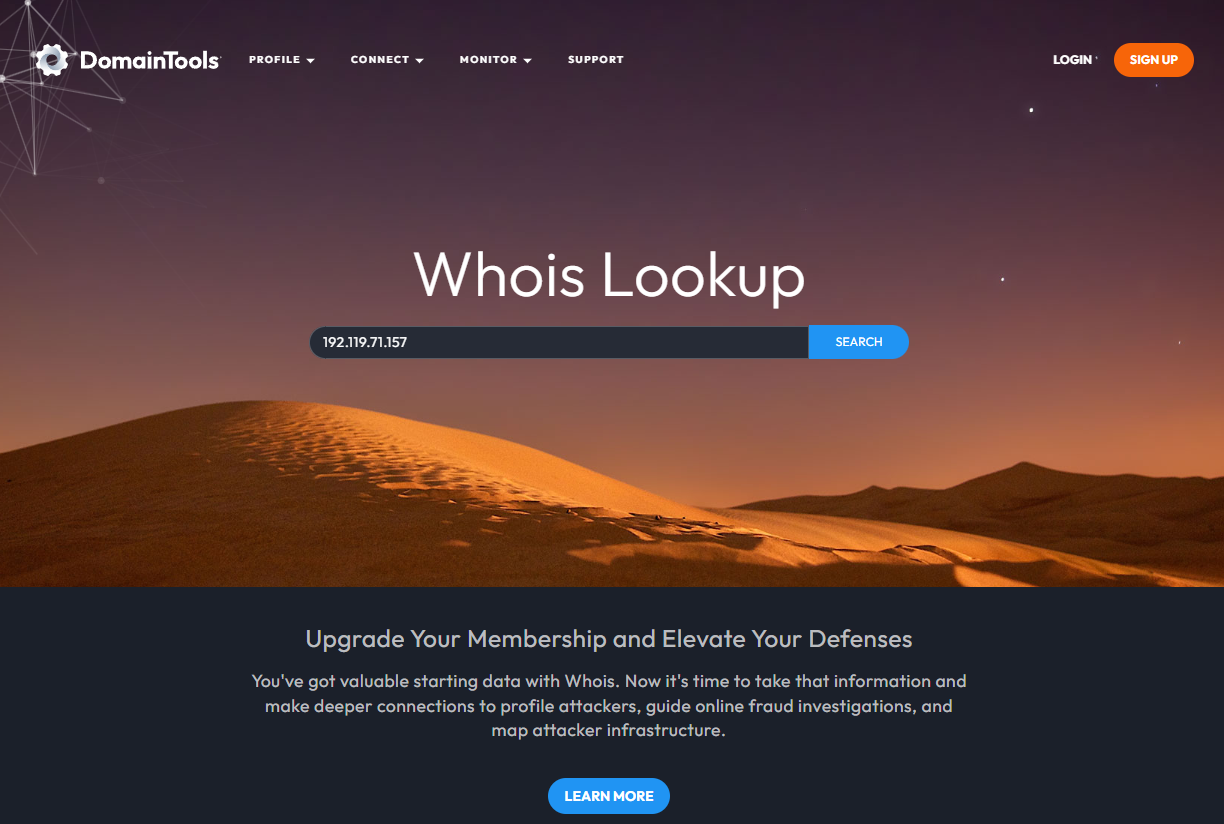 DomainTools
PROFILE CONNECT MONITOR SUPPORT
LOGIN SIGN UP
Whois Lookup
192.119.71.157 SEARCH
Upgrade Your Membership and Elevate Your Defenses
You've got valuable starting data with Whois. Now it's time to take that information and
make deeper connections to profile attackers, guide online fraud investigations, and
map attacker infrastructure.
LEARN MORE